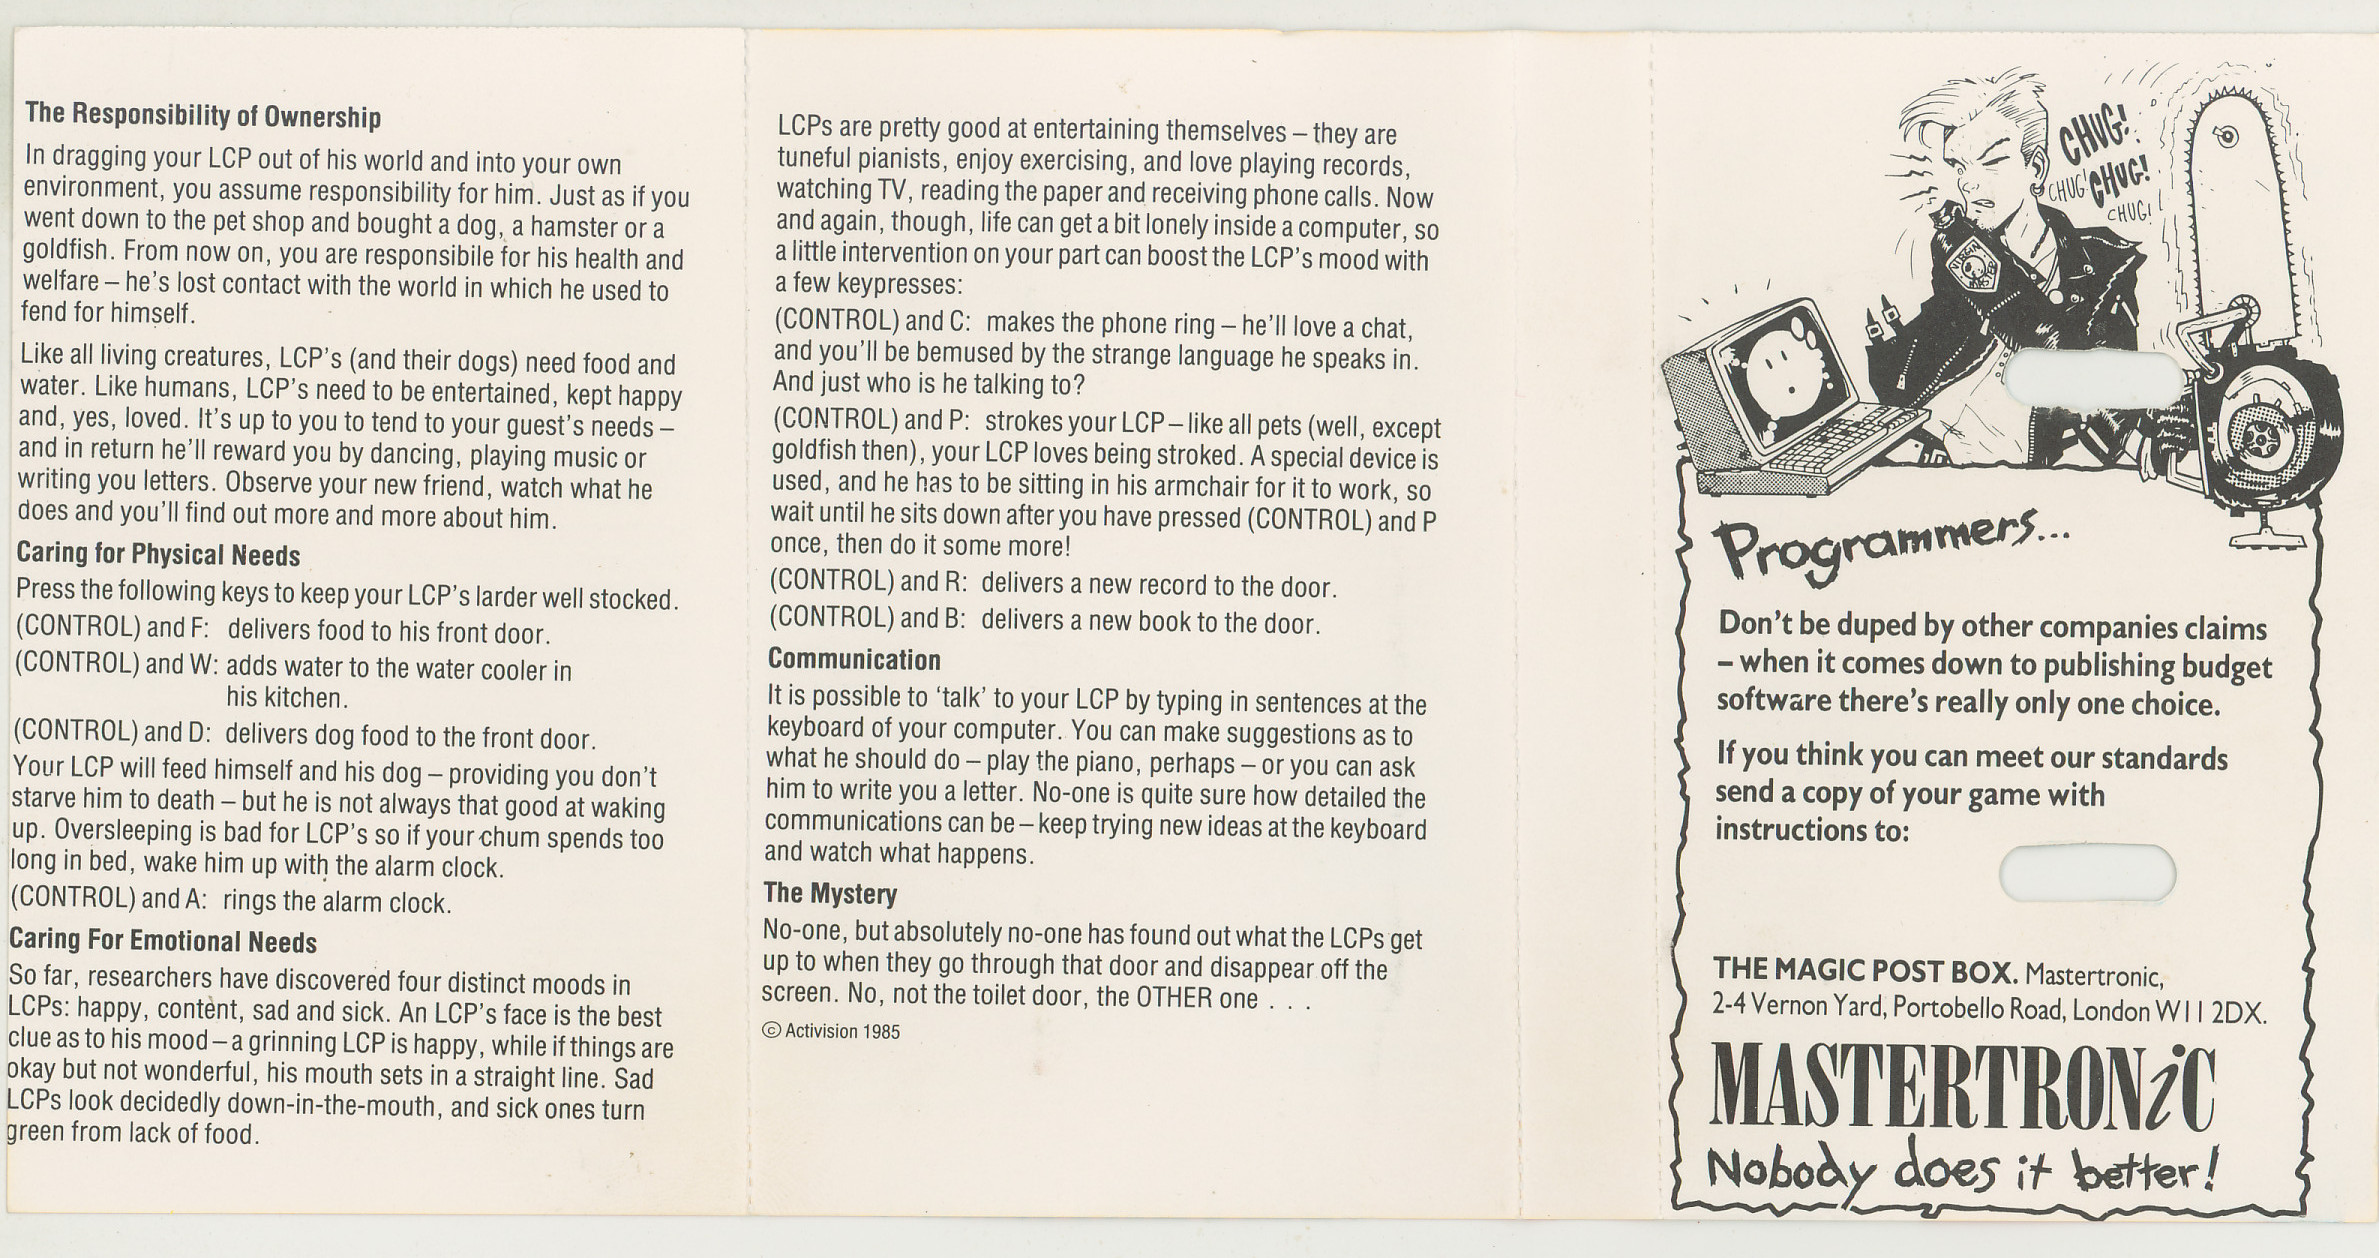 The Responsibility of Ownership
In dragging your LCP out of his world and into your own
environment, you assume responsibility for him. Just as if you
went down to the pet shop and bought a dog, a hamster or a
goldfish. From now on, you are responsibile for his health and
welfare – he's lost contact with the world in which he used to
fend for himself.
Like all living creatures, LCP's (and their dogs) need food and
water. Like humans, LCP's need to be entertained, kept happy
and, yes, loved. It's up to you to tend to your guest's needs –
and in return he'll reward you by dancing, playing music or
writing you letters. Observe your new friend, watch what he
does and you'll find out more and more about him.
Caring for Physical Needs
Press the following keys to keep your LCP's larder well stocked.
(CONTROL) and F: delivers food to his front door.
(CONTROL) and W: adds water to the water cooler in
his kitchen.
(CONTROL) and D: delivers dog food to the front door.
Your LCP will feed himself and his dog – providing you don't
starve him to death – but he is not always that good at waking
up. Oversleeping is bad for LCP's so if your chum spends too
long in bed, wake him up with the alarm clock.
(CONTROL) and A: rings the alarm clock.
Caring For Emotional Needs
So far, researchers have discovered four distinct moods in
LCPs: happy, content, sad and sick. An LCP's face is the best
clue as to his mood – a grinning LCP is happy, while if things are
okay but not wonderful, his mouth sets in a straight line. Sad
LCPs look decidedly down-in-the-mouth, and sick ones turn
green from lack of food.
LCPs are pretty good at entertaining themselves – they are
tuneful pianists, enjoy exercising, and love playing records,
watching TV, reading the paper and receiving phone calls. Now
and again, though, life can get a bit lonely inside a computer, so
a little intervention on your part can boost the LCP's mood with
a few keypresses:
(CONTROL) and C: makes the phone ring – he'll love a chat,
and you'll be bemused by the strange language he speaks in.
And just who is he talking to?
(CONTROL) and P: strokes your LCP – like all pets (well, except
goldfish then), your LCP loves being stroked. A special device is
used, and he has to be sitting in his armchair for it to work, so
wait until he sits down after you have pressed (CONTROL) and P
once, then do it some more!
(CONTROL) and R: delivers a new record to the door.
(CONTROL) and B: delivers a new book to the door.
Communication
It is possible to 'talk' to your LCP by typing in sentences at the
keyboard of your computer. You can make suggestions as to
what he should do – play the piano, perhaps – or you can ask
him to write you a letter. No-one is quite sure how detailed the
communications can be – keep trying new ideas at the keyboard
and watch what happens.
The Mystery
No-one, but absolutely no-one has found out what the LCPs get
up to when they go through that door and disappear off the
screen. No, not the toilet door, the OTHER one . . .
© Activision 1985
CHUG!
CHUG! CHUG!
CHUG!
VIRGIN
MASTER
Programmers...
Don't be duped by other companies claims
– when it comes down to publishing budget
software there's really only one choice.
If you think you can meet our standards
send a copy of your game with
instructions to:
THE MAGIC POST BOX. Mastertronic,
2-4 Vernon Yard, Portobello Road, London W11 2DX.
MASTERTRONiC
Nobody does it better!